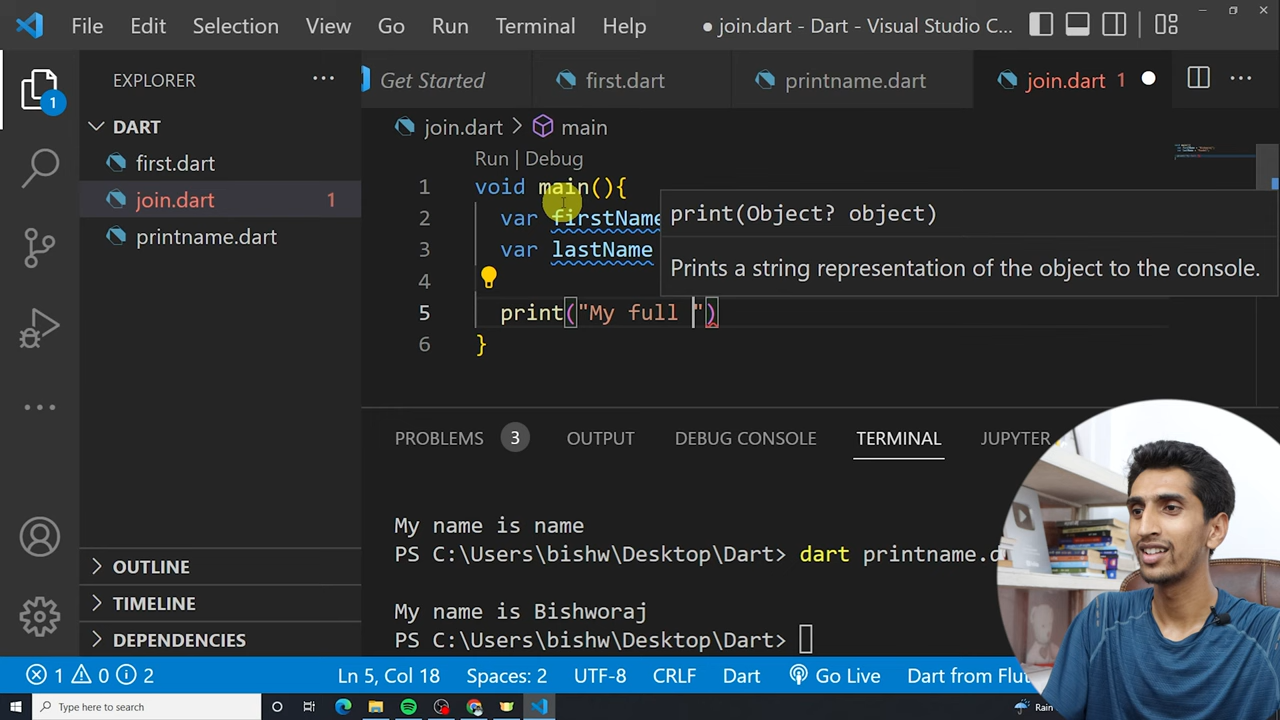 File Edit Selection View Go Run Terminal Help ● join.dart - Dart - Visual Studio C...
EXPLORER ...
Get Started first.dart printname.dart join.dart 1
1
DART
join.dart > main
first.dart
join.dart 1
printname.dart
Run | Debug
1 void main(){
2 var firstName
3 var lastName
4
5 print("My full ")
6 }
print(Object? object)
Prints a string representation of the object to the console.
PROBLEMS 3 OUTPUT DEBUG CONSOLE TERMINAL JUPYTER
My name is name
PS C:\Users\bishw\Desktop\Dart> dart printname.d
My name is Bishworaj
PS C:\Users\bishw\Desktop\Dart>
OUTLINE
TIMELINE
DEPENDENCIES
1 0 2 Ln 5, Col 18 Spaces: 2 UTF-8 CRLF Dart Go Live Dart from Flu
Type here to search Rain